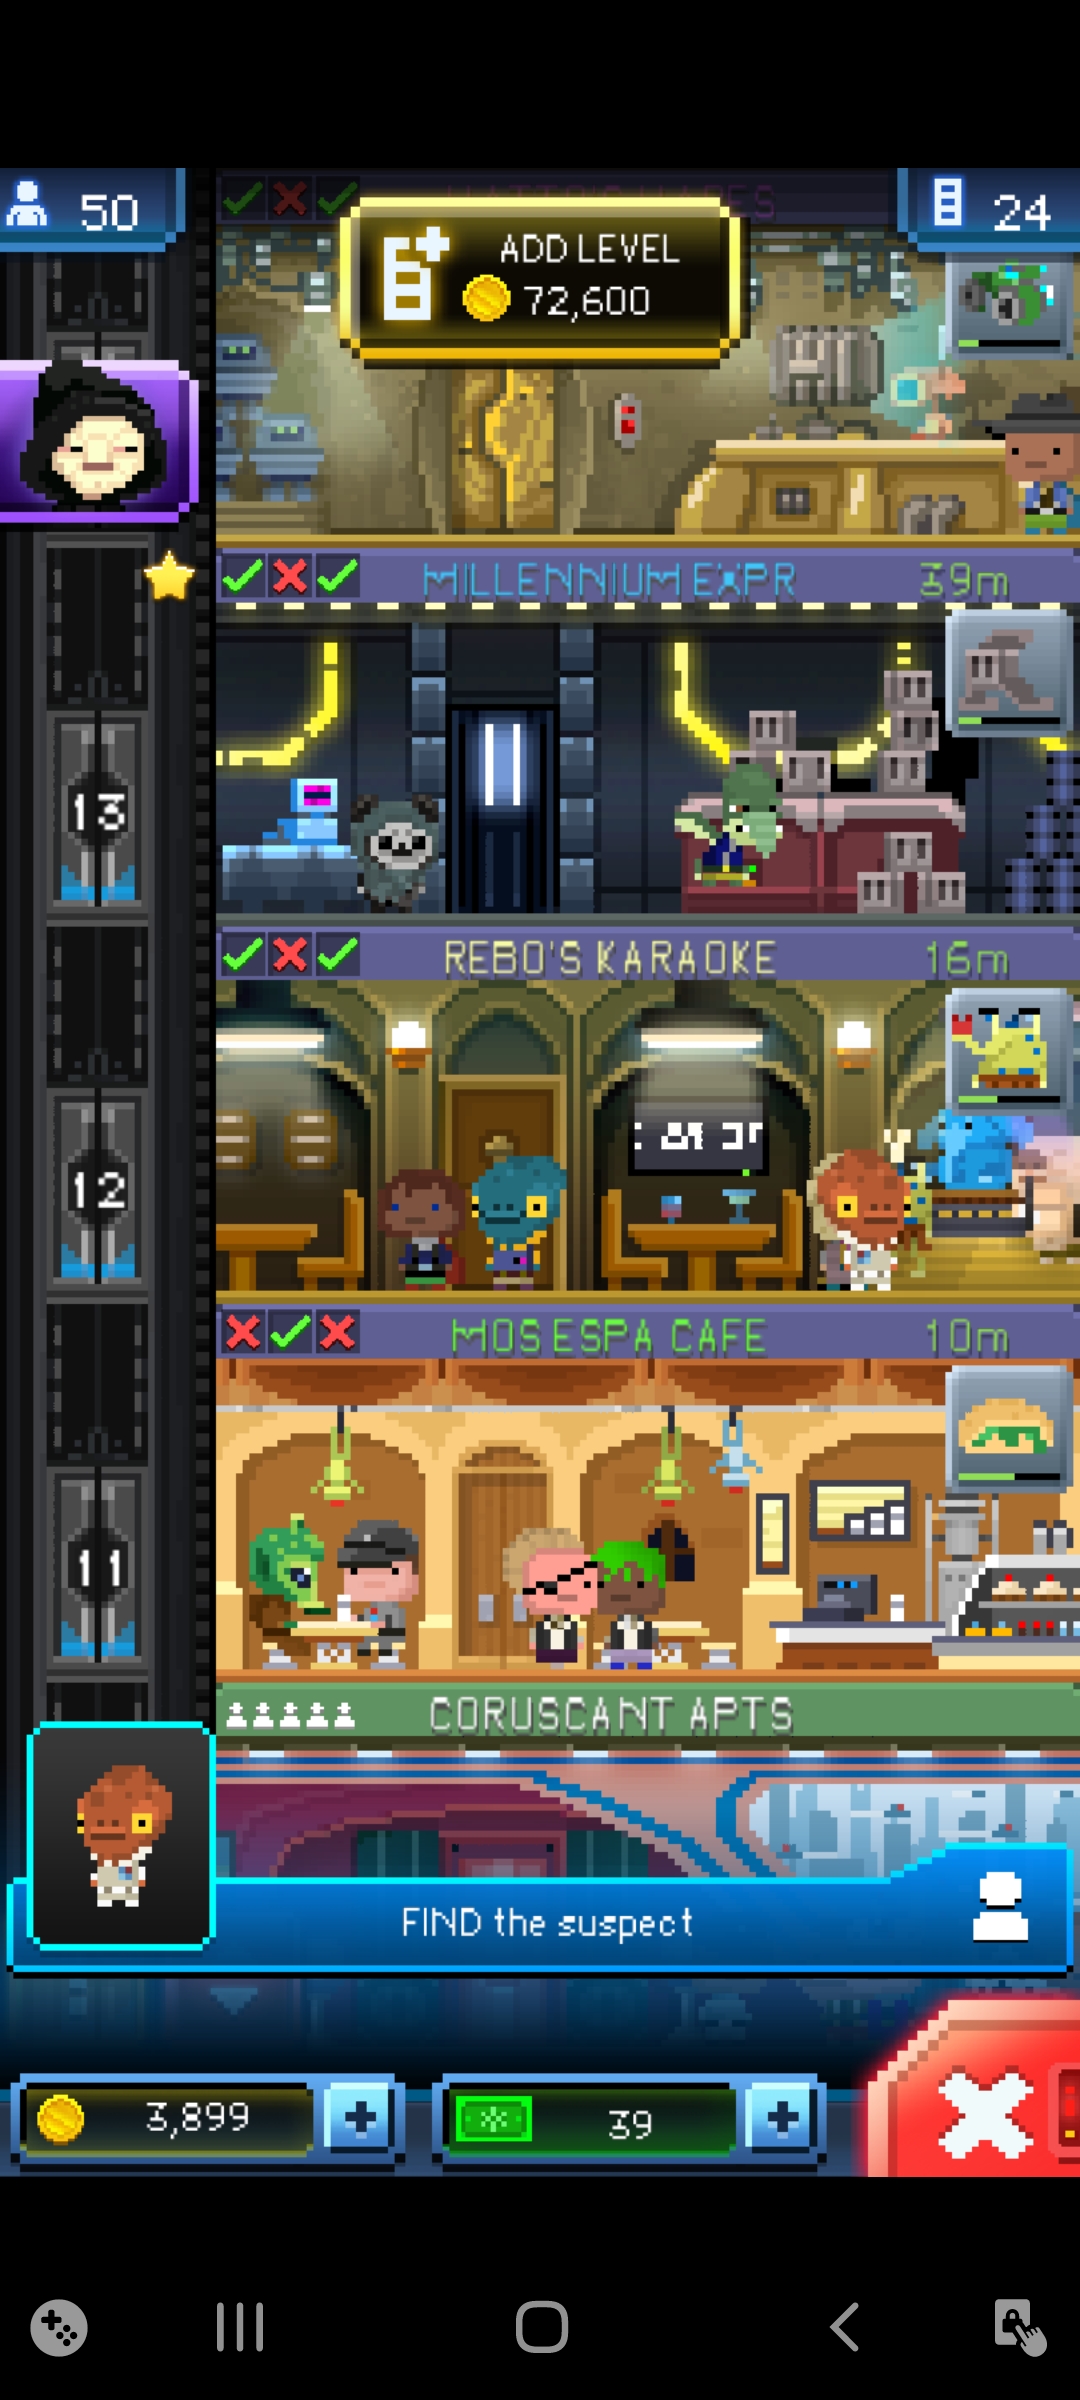 50
24
ADD LEVEL
72,600
MILLENNIUM EXPR 39m
13
REBO'S KARAOKE 16m
12
MOS ESPA CAFE 10m
11
CORUSCANT APTS
FIND the suspect
3,899
39